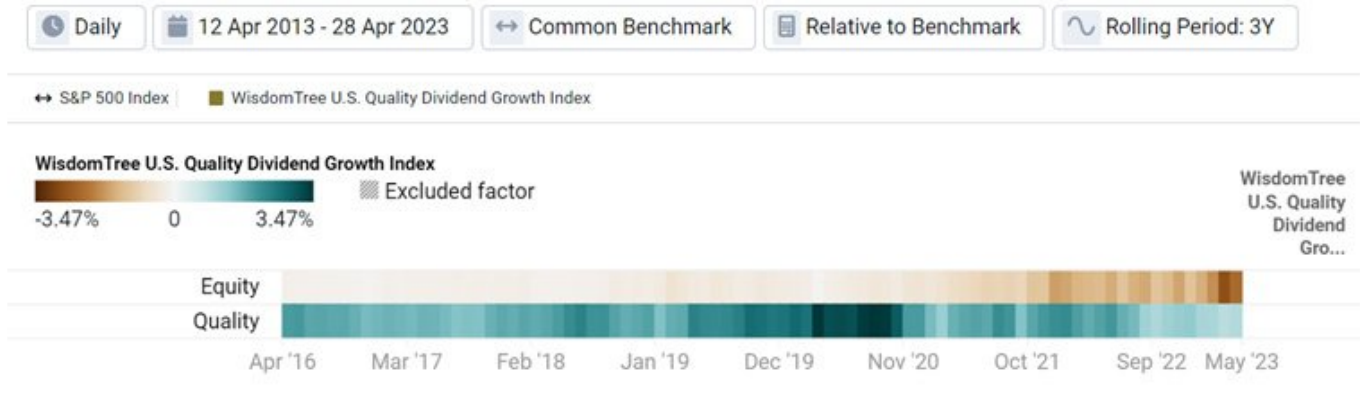 Daily 12 Apr 2013 - 28 Apr 2023 Common Benchmark Relative to Benchmark Rolling Period: 3Y
S&P 500 Index WisdomTree U.S. Quality Dividend Growth Index
WisdomTree U.S. Quality Dividend Growth Index
Excluded factor
-3.47% 0 3.47%
WisdomTree
U.S. Quality
Dividend
Gro...
Equity
Quality
Apr '16 Mar '17 Feb '18 Jan '19 Dec '19 Nov '20 Oct '21 Sep '22 May '23